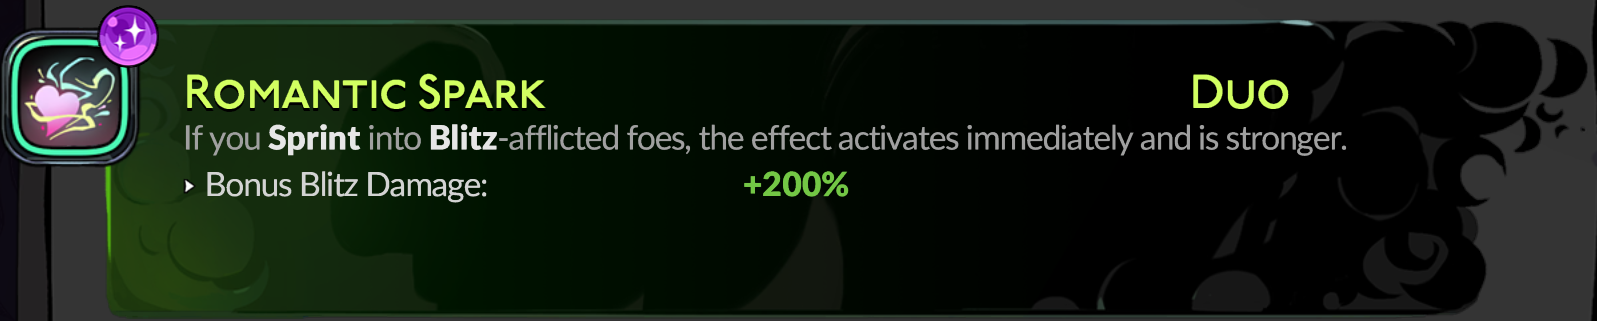 Romantic Spark Duo
If you Sprint into Blitz-afflicted foes, the effect activates immediately and is stronger.
Bonus Blitz Damage: +200%